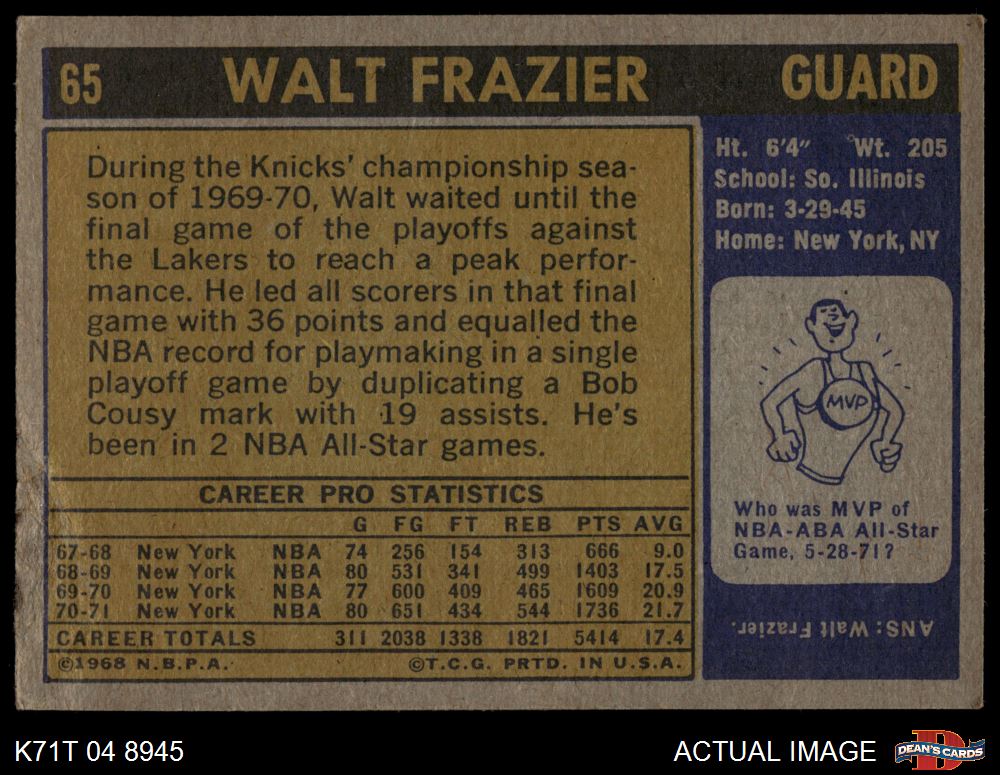 65 WALT FRAZIER GUARD
During the Knicks' championship sea-
son of 1969-70, Walt waited until the
final game of the playoffs against
the Lakers to reach a peak perfor-
mance. He led all scorers in that final
game with 36 points and equalled the
NBA record for playmaking in a single
playoff game by duplicating a Bob
Cousy mark with 19 assists. He's
been in 2 NBA All-Star games.
CAREER PRO STATISTICS
G FG FT REB PTS AVG
67-68 New York NBA 74 256 154 313 666 9.0
68-69 New York NBA 80 531 341 499 1403 17.5
69-70 New York NBA 77 600 409 465 1609 20.9
70-71 New York NBA 80 651 434 544 1736 21.7
CAREER TOTALS 311 2038 1338 1821 5414 17.4
©1968 N.B.P.A. ©T.C.G. PRTD. IN U.S.A.
Ht. 6'4" Wt. 205
School: So. Illinois
Born: 3-29-45
Home: New York, NY
MVP
Who was MVP of
NBA-ABA All-Star
Game, 5-28-71?
ANS: Walt Frazier.
K71T 04 8945
ACTUAL IMAGE
D
DEAN'S CARDS